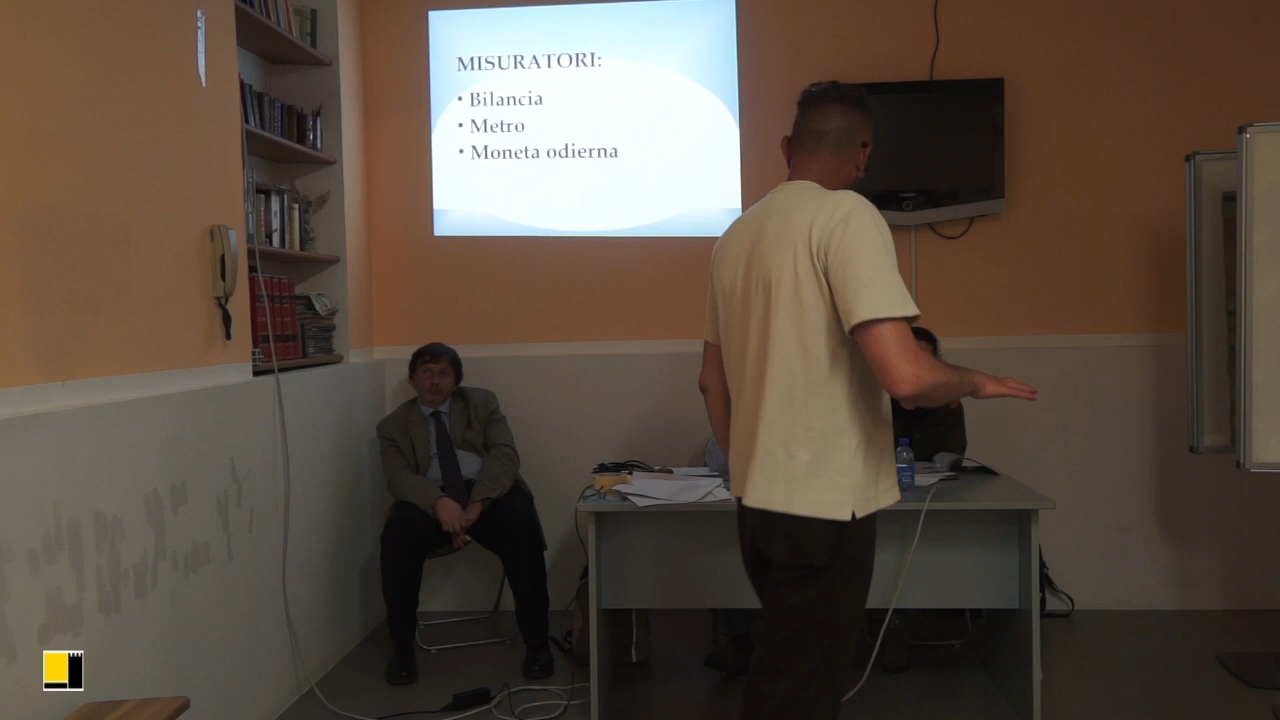 MISURATORI:
• Bilancia
• Metro
• Moneta odierna